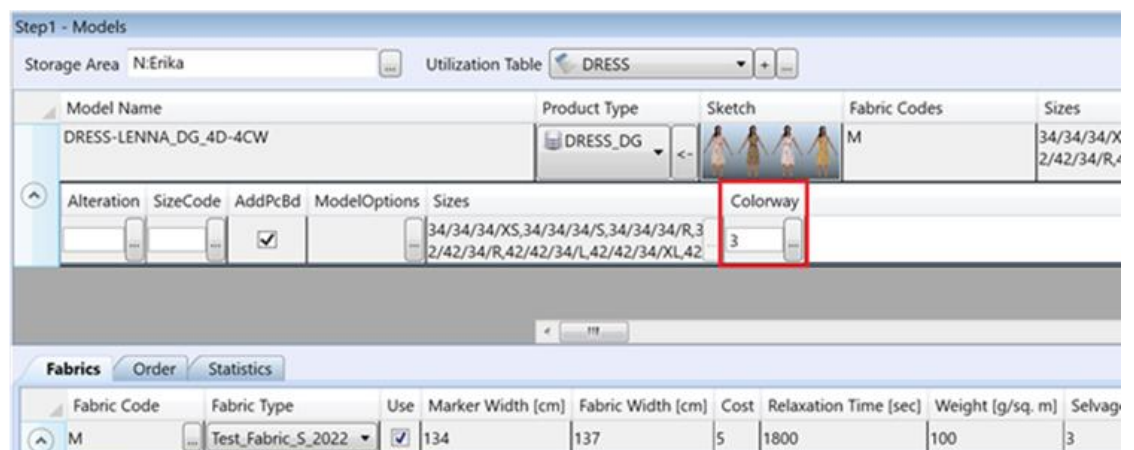 Step1 - Models
Storage Area N:Erika ... Utilization Table DRESS + ...
Model Name Product Type Sketch Fabric Codes Sizes
DRESS-LENNA_DG_4D-4CW DRESS_DG <- M 34/34/34/X
2/42/34/R,4
Alteration SizeCode AddPcBd ModelOptions Sizes Colorway
... ... ... 34/34/34/XS,34/34/34/S,34/34/34/R,3 ... 3 ...
2/42/34/R,42/42/34/L,42/42/34/XL,42
Fabrics Order Statistics
Fabric Code Fabric Type Use Marker Width [cm] Fabric Width [cm] Cost Relaxation Time [sec] Weight [g/sq. m] Selvag
M ... Test_Fabric_S_2022 134 137 5 1800 100 3